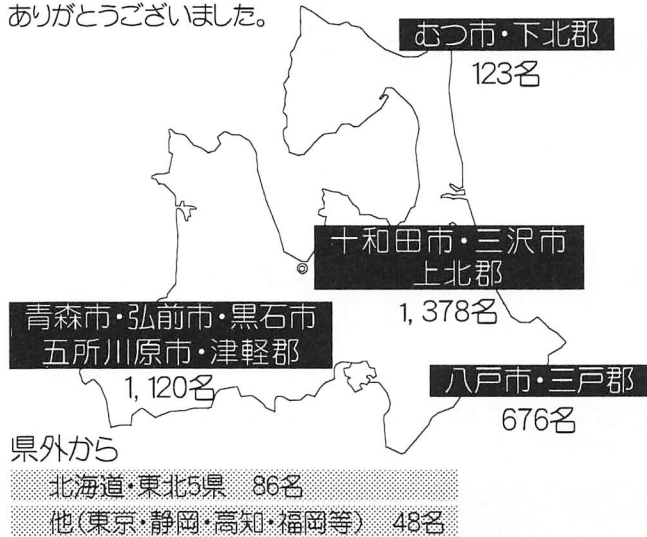 ありがとうございました。
むつ市・下北郡
123名
十和田市・三沢市
上北郡
1,378名
青森市・弘前市・黒石市
五所川原市・津軽郡
1,120名
八戸市・三戸郡
676名
県外から
北海道・東北5県 86名
他(東京・静岡・高知・福岡等) 48名